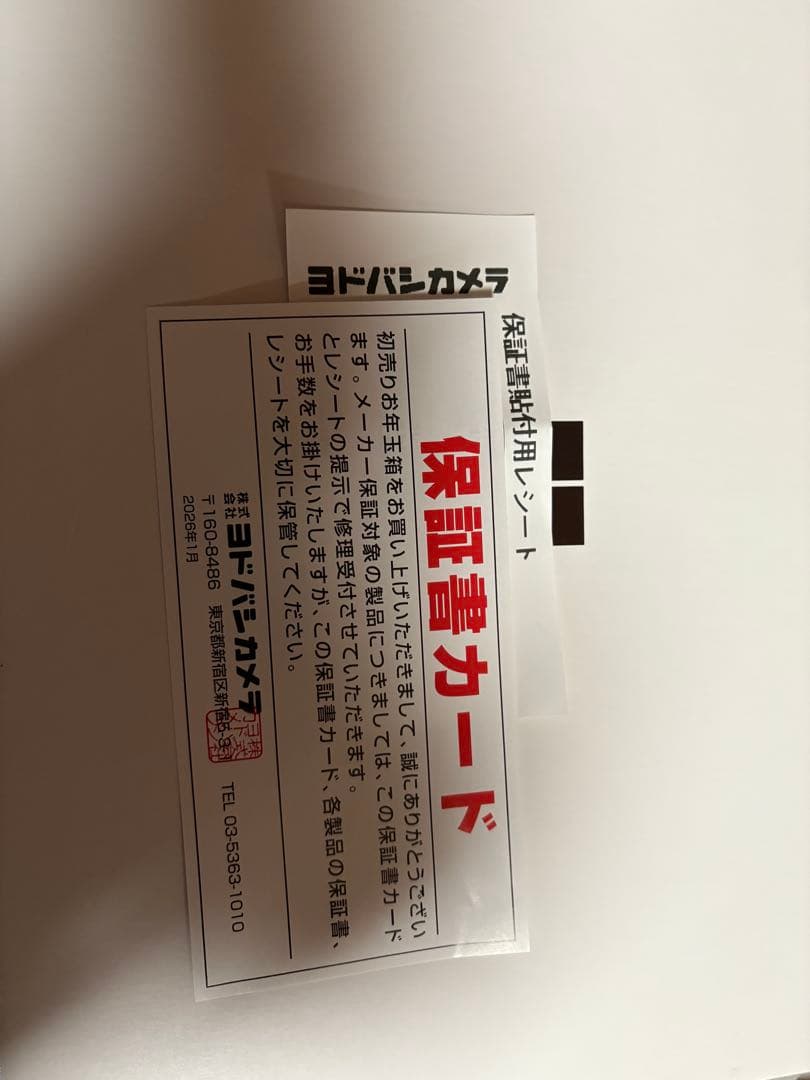 ヨドバシカメラ
保証書貼付用レシート
保証書カード
初売りお年玉箱をお買い上げいただきまして、誠にありがとうござい
ます。メーカー保証対象の製品につきましては、この保証書カード
とレシートの提示で修理受付させていただきます。
お手数をお掛けいたしますが、この保証書カード、各製品の保証書、
レシートを大切に保管してください。
株式会社 ヨドバシカメラ
〒160-8486 東京都新宿区新宿5-3-1 TEL 03-5363-1010
2026年1月